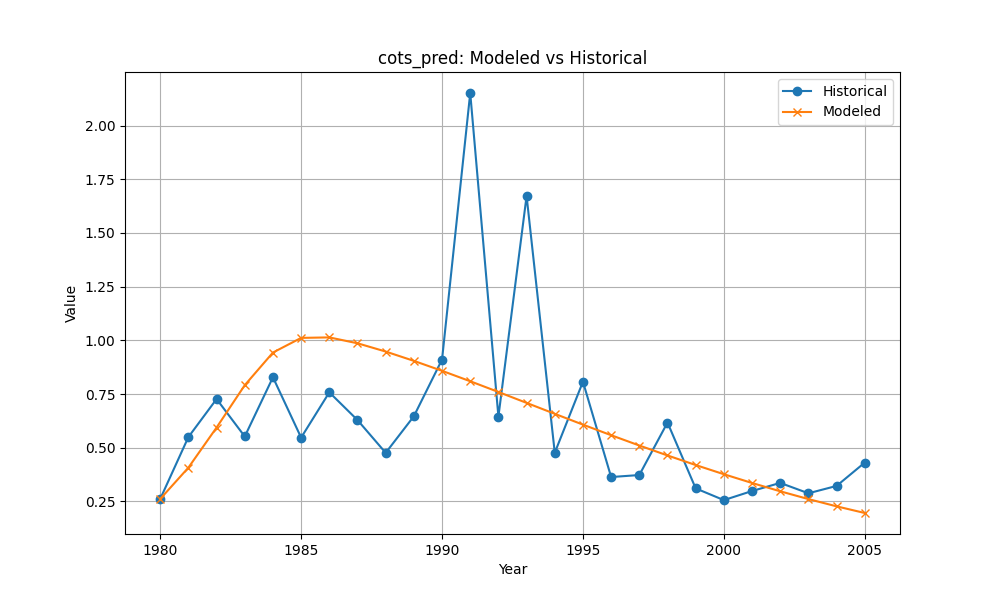 cots_pred: Modeled vs Historical
Historical
Modeled
Value
2.00
1.75
1.50
1.25
1.00
0.75
0.50
0.25
1980 1985 1990 1995 2000 2005
Year